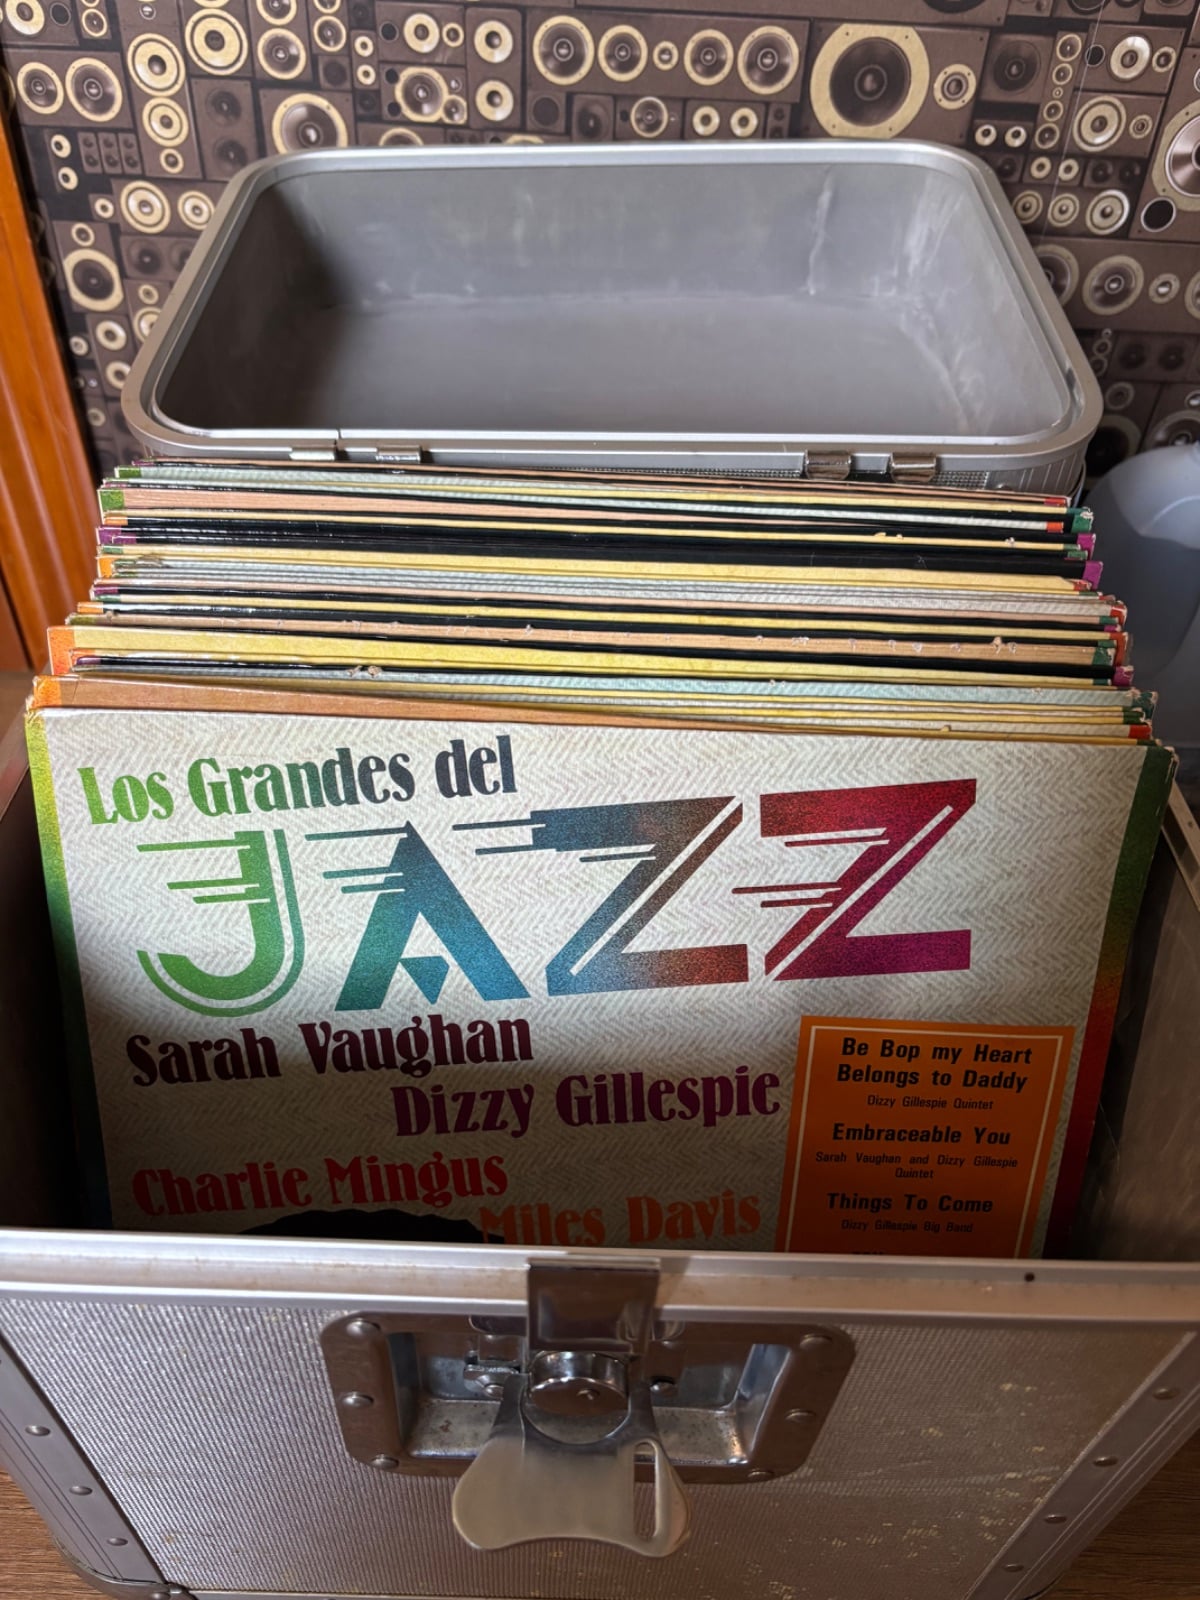 Los Grandes del
JAZZ
Sarah Vaughan
Dizzy Gillespie
Charlie Mingus
Miles Davis
Be Bop my Heart
Belongs to Daddy
Dizzy Gillespie Quintet
Embraceable You
Sarah Vaughan and Dizzy Gillespie
Quintet
Things To Come
Dizzy Gillespie Big Band